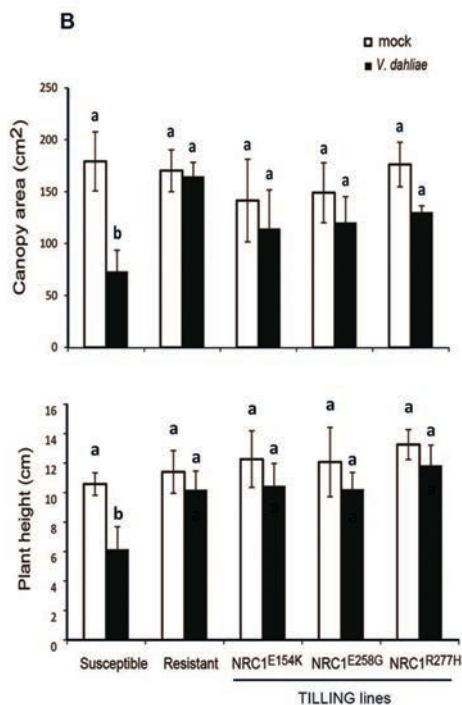 B
mock
V. dahliae
Canopy area (cm2)
250
200
150
100
50
0
a a a a a a a a
b a
Plant height (cm)
16
14
12
10
8
6
4
2
0
a a a a a a a a a
b a a a a
Susceptible Resistant NRC1E154K NRC1E258G NRC1R277H
TILLING lines